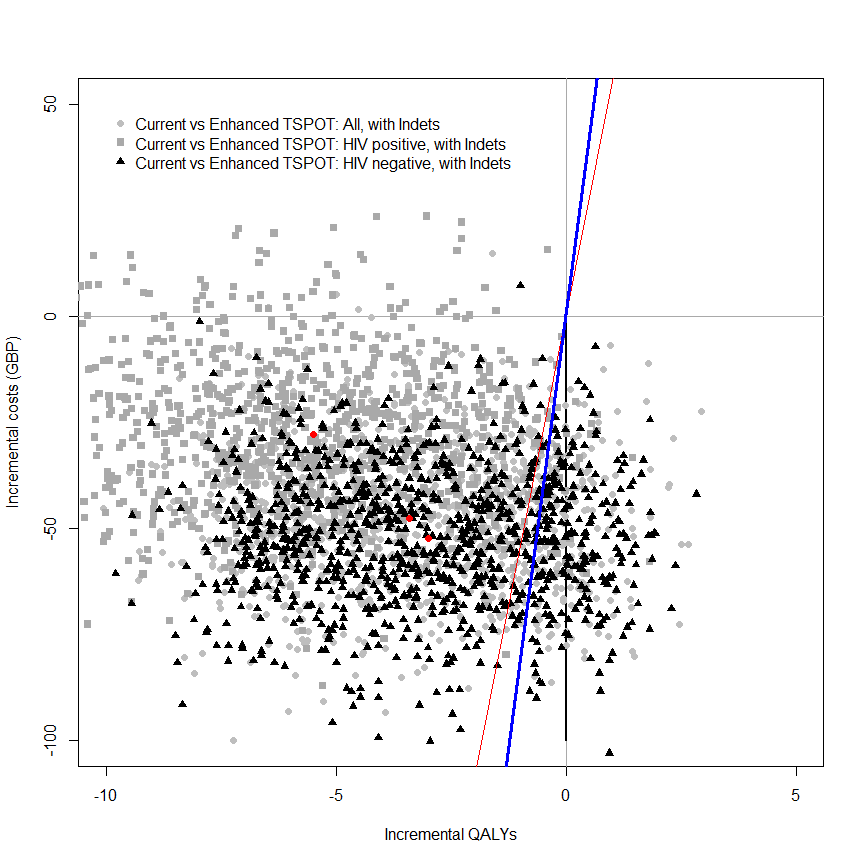 Current vs Enhanced TSPOT: All, with Indets
Current vs Enhanced TSPOT: HIV positive, with Indets
Current vs Enhanced TSPOT: HIV negative, with Indets
Incremental costs (GBP)
50
0
-50
-100
-10
-5
0
5
Incremental QALYs